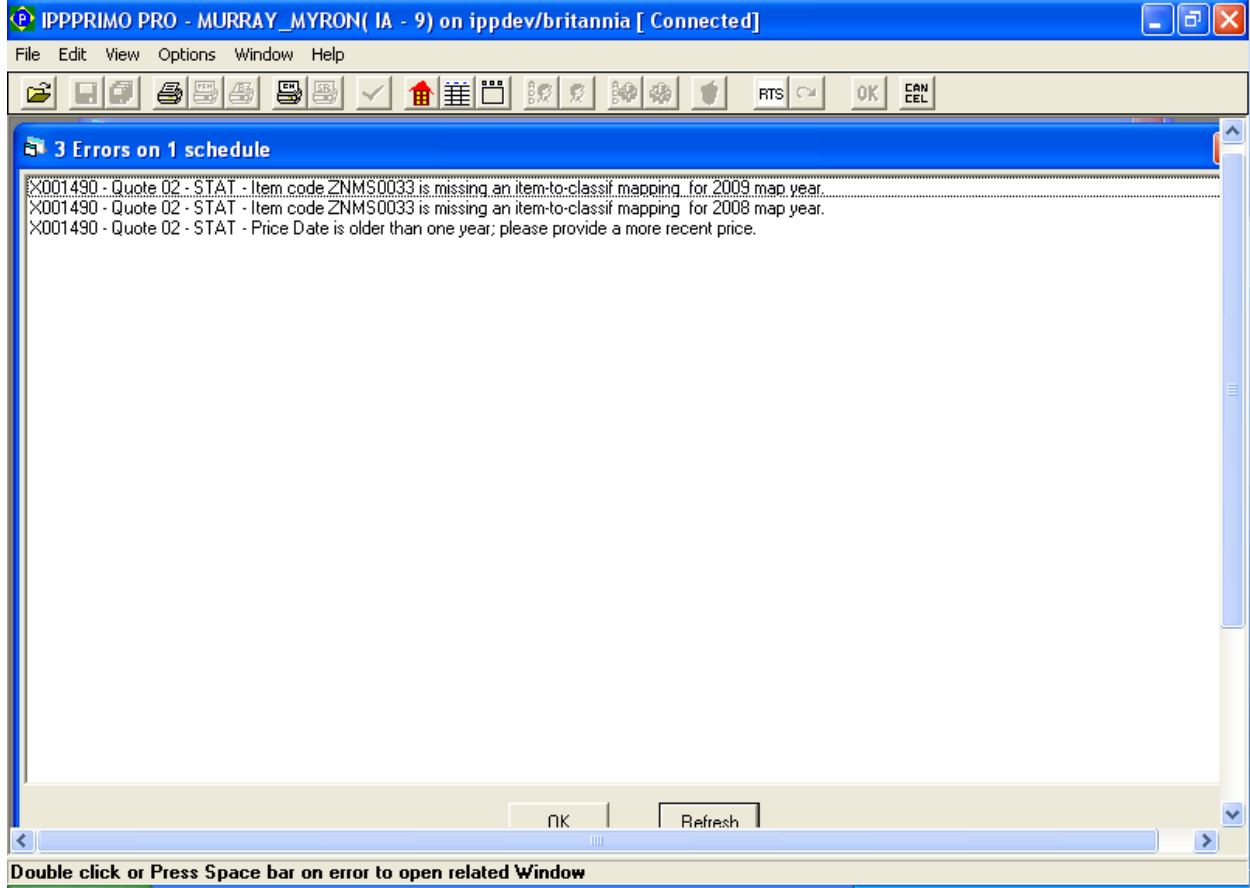 IPPPRIMO PRO - MURRAY_MYRON( IA - 9) on ippdev/britannia [ Connected]
File Edit View Options Window Help
RTS OK CAN CEL
3 Errors on 1 schedule
X001490 - Quote 02 - STAT - Item code ZNMS0033 is missing an item-to-classif mapping for 2009 map year.
X001490 - Quote 02 - STAT - Item code ZNMS0033 is missing an item-to-classif mapping for 2008 map year.
X001490 - Quote 02 - STAT - Price Date is older than one year; please provide a more recent price.
OK Refresh
Double click or Press Space bar on error to open related Window